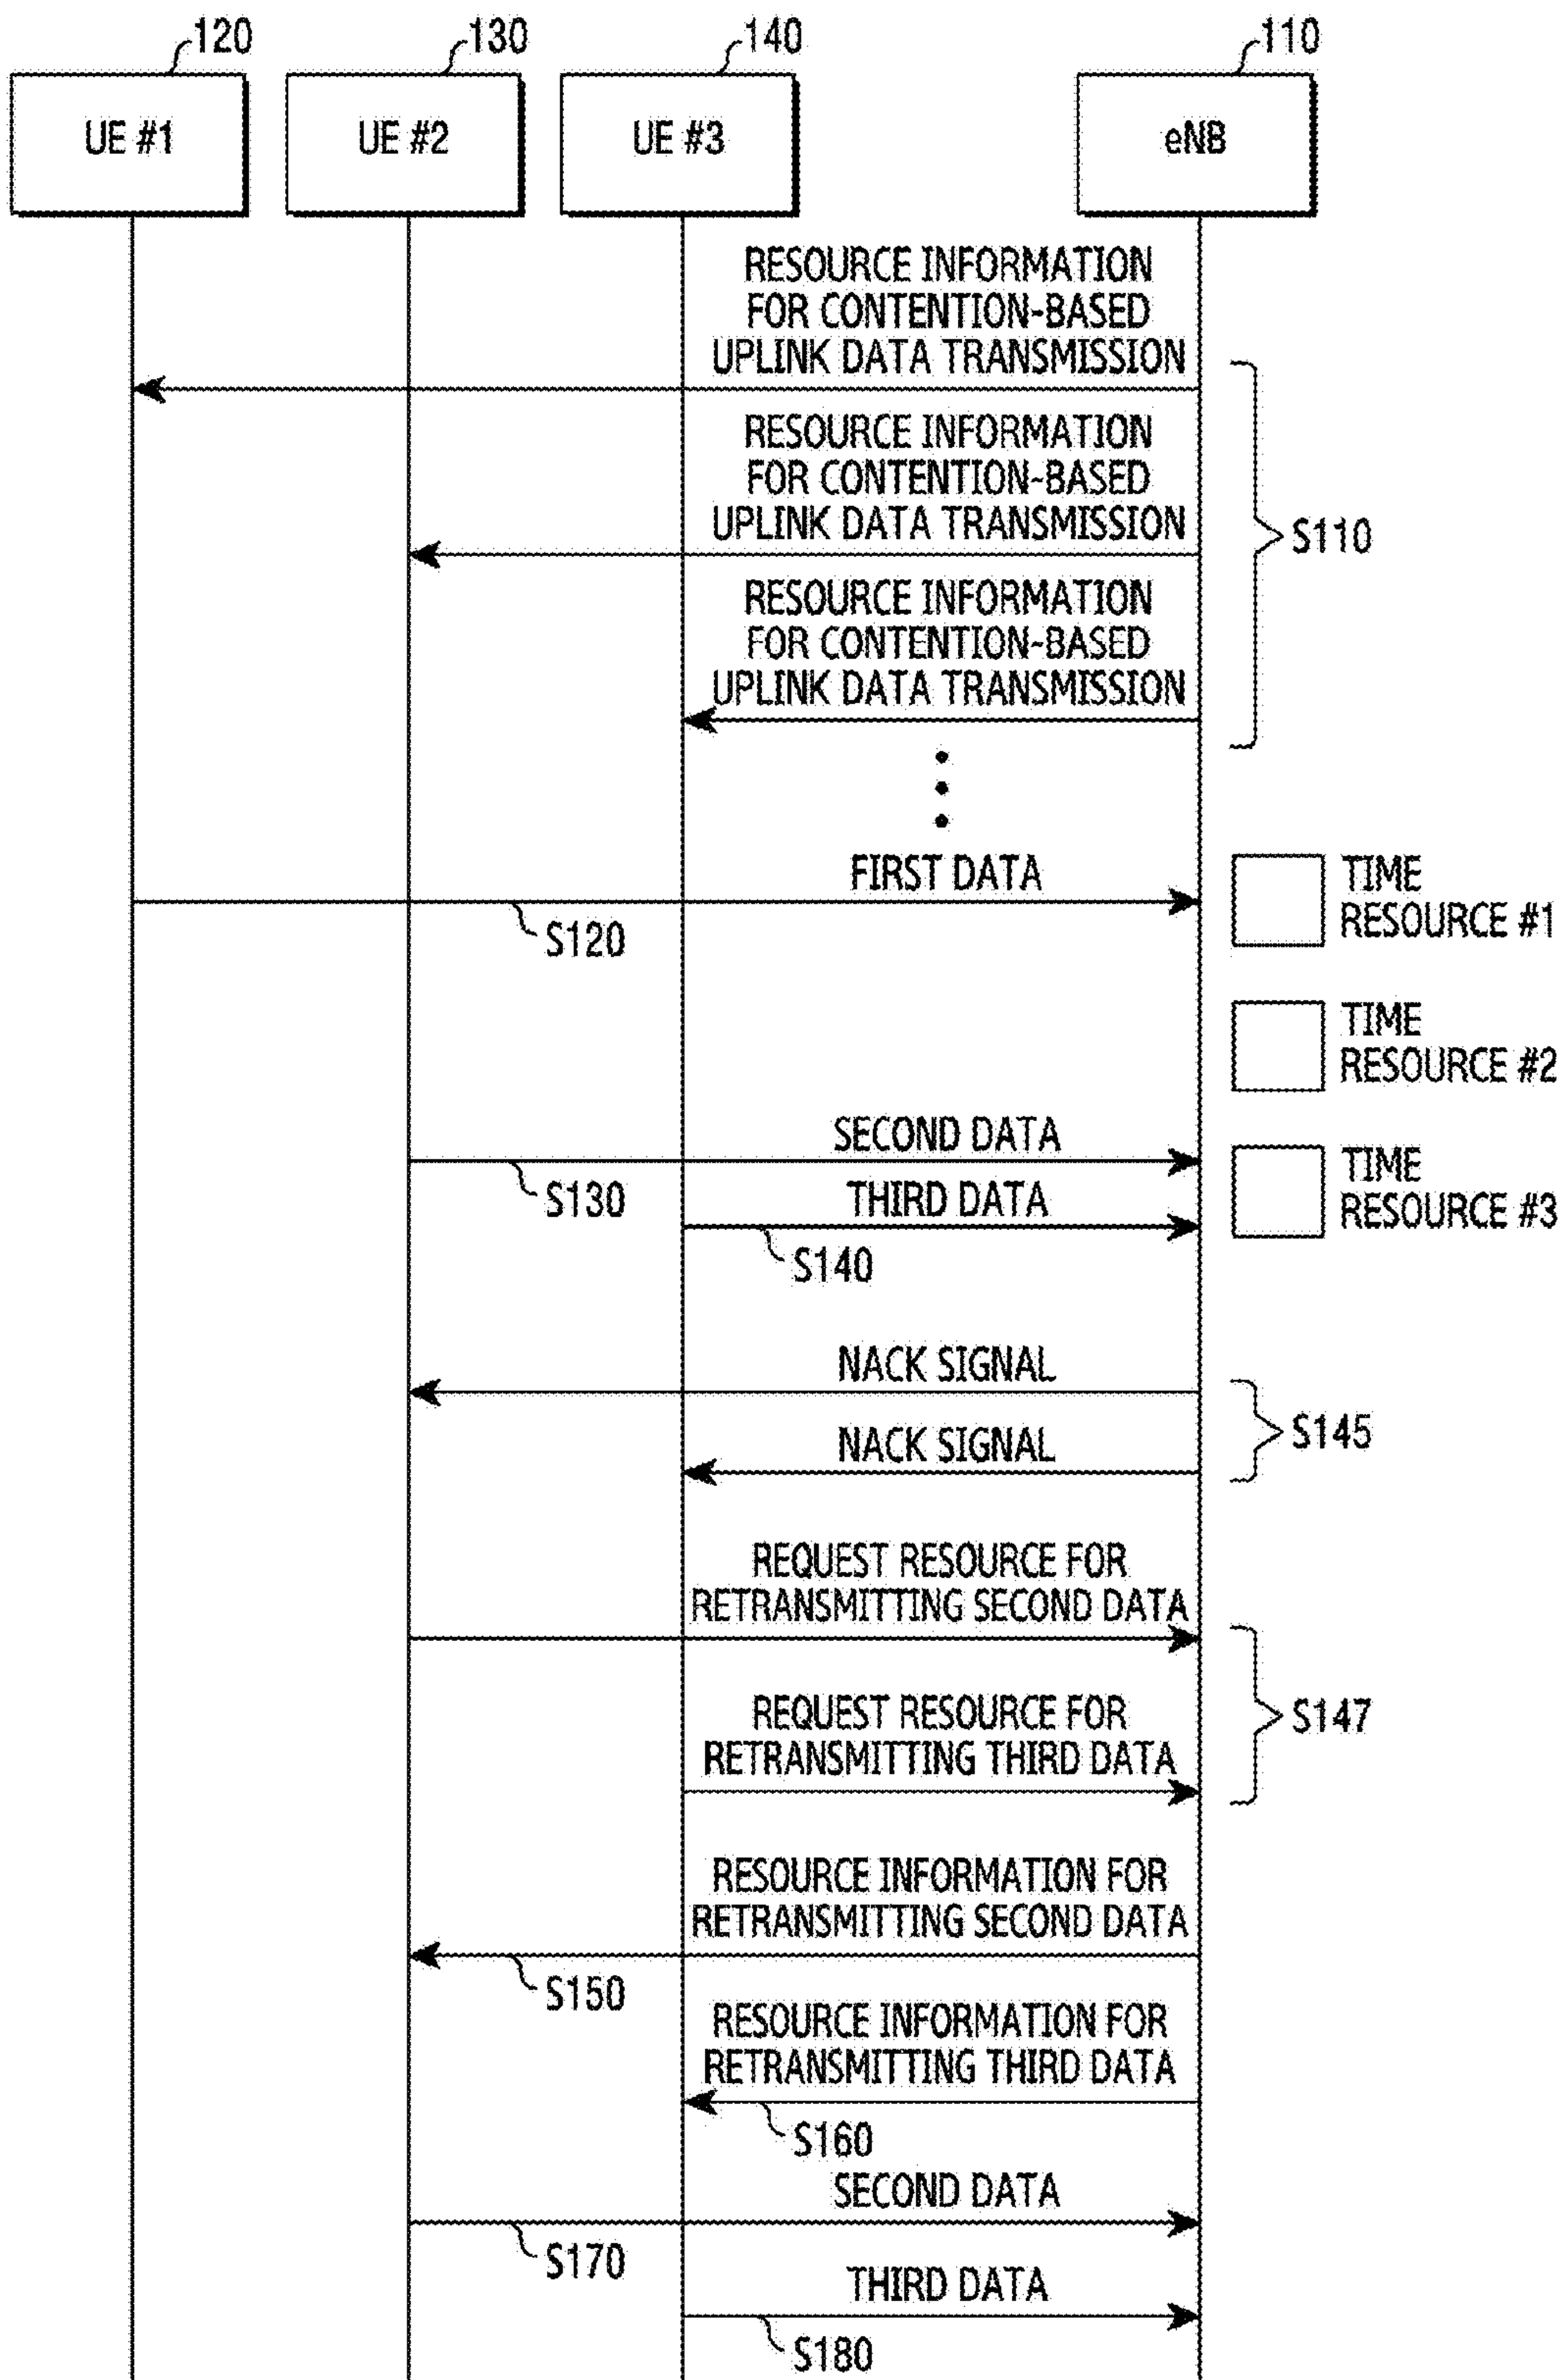 120
130
140
110
UE #1
UE #2
UE #3
eNB
RESOURCE INFORMATION
FOR CONTENTION-BASED
UPLINK DATA TRANSMISSION
RESOURCE INFORMATION
FOR CONTENTION-BASED
UPLINK DATA TRANSMISSION
S110
RESOURCE INFORMATION
FOR CONTENTION-BASED
UPLINK DATA TRANSMISSION
FIRST DATA
S120
TIME
RESOURCE #1
TIME
RESOURCE #2
SECOND DATA
S130
TIME
RESOURCE #3
THIRD DATA
S140
NACK SIGNAL
NACK SIGNAL
S145
REQUEST RESOURCE FOR
RETRANSMITTING SECOND DATA
REQUEST RESOURCE FOR
RETRANSMITTING THIRD DATA
S147
RESOURCE INFORMATION FOR
RETRANSMITTING SECOND DATA
S150
RESOURCE INFORMATION FOR
RETRANSMITTING THIRD DATA
S160
SECOND DATA
S170
THIRD DATA
S180